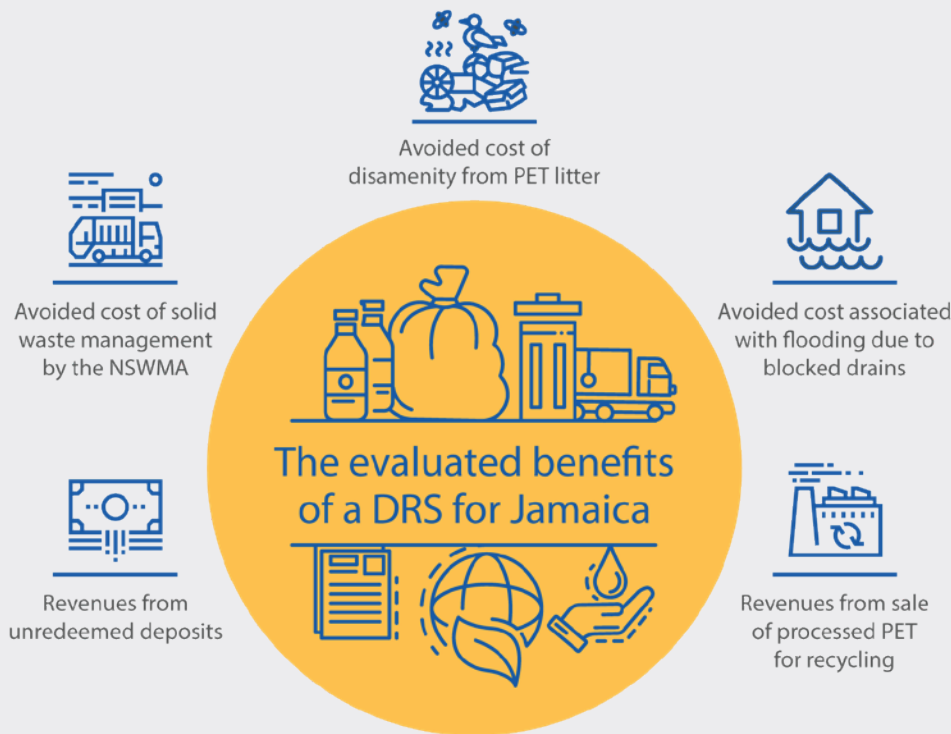 Avoided cost of
disamenity from PET litter
Avoided cost of solid
waste management
by the NSWMA
Avoided cost associated
with flooding due to
blocked drains
The evaluated benefits
of a DRS for Jamaica
Revenues from
unredeemed deposits
Revenues from sale
of processed PET
for recycling